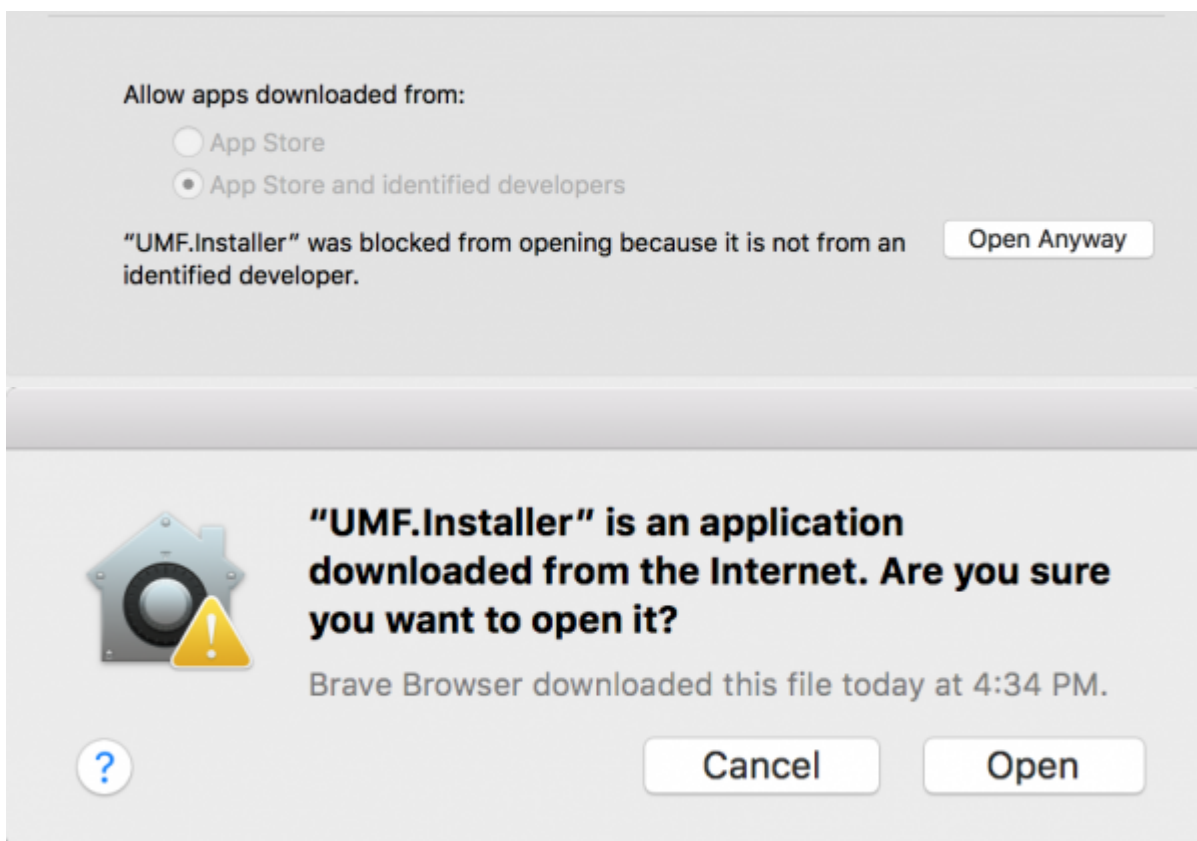 Allow apps downloaded from:
App Store
App Store and identified developers
“UMF.Installer” was blocked from opening because it is not from an
identified developer.
Open Anyway
“UMF.Installer” is an application
downloaded from the Internet. Are you sure
you want to open it?
Brave Browser downloaded this file today at 4:34 PM.
?
Cancel
Open